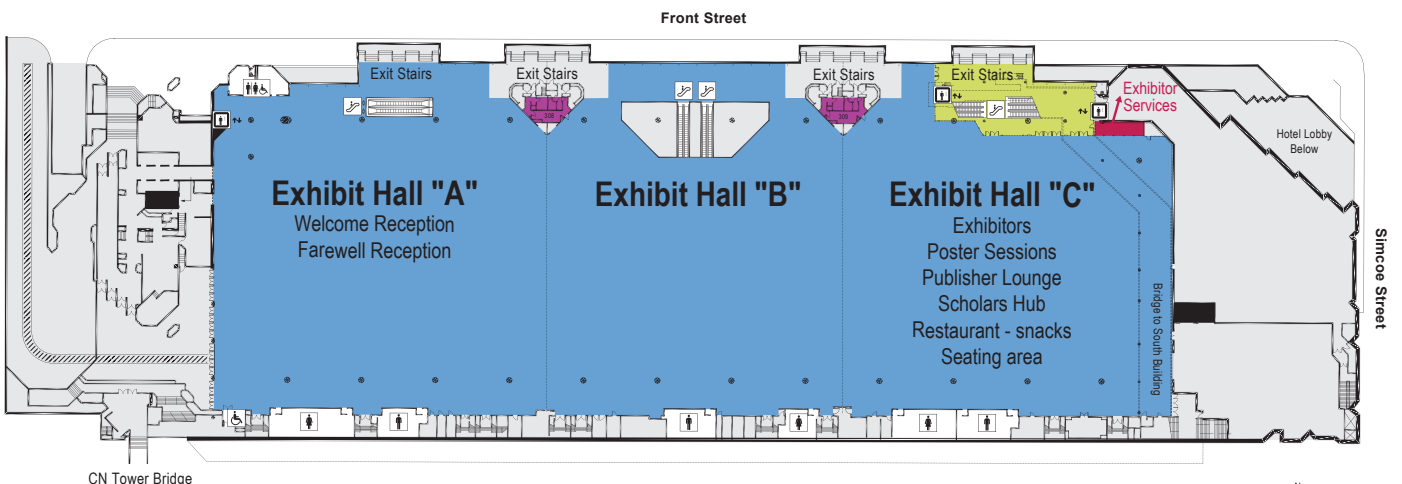 Front Street
Exit Stairs
Exit Stairs
Exit Stairs
Exit Stairs
Exhibitor
Services
Hotel Lobby
Below
Exhibit Hall "A"
Welcome Reception
Farewell Reception
Exhibit Hall "B"
Exhibit Hall "C"
Exhibitors
Poster Sessions
Publisher Lounge
Scholars Hub
Restaurant - snacks
Seating area
Bridge to South Building
Simcoe Street
CN Tower Bridge